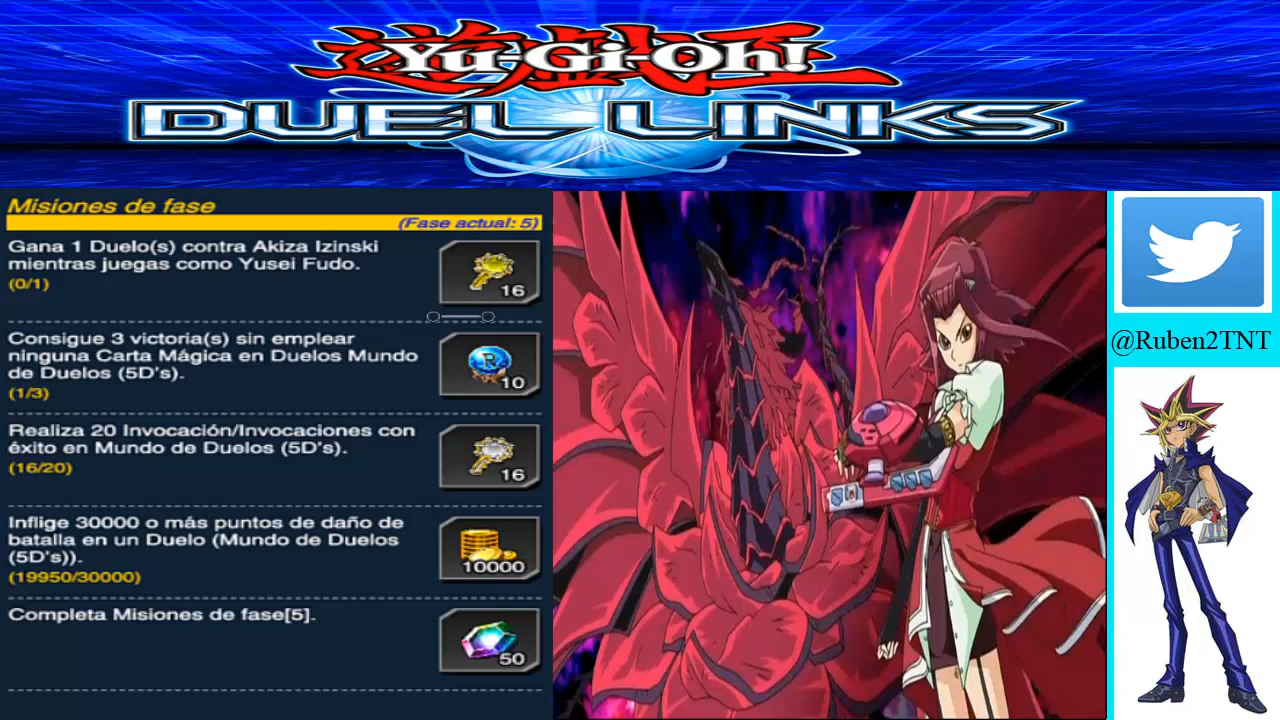 Yu-Gi-Oh!
DUEL LINKS
Misiones de fase
(Fase actual: 5)
Gana 1 Duelo(s) contra Akiza Izinski
mientras juegas como Yusei Fudo.
(0/1)
16
Consigue 3 victoria(s) sin emplear
ninguna Carta Mágica en Duelos Mundo
de Duelos (5D's).
(1/3)
R
10
Realiza 20 Invocación/Invocaciones con
éxito en Mundo de Duelos (5D's).
(16/20)
16
Inflige 30000 o más puntos de daño de
batalla en un Duelo (Mundo de Duelos
(5D's)).
(19950/30000)
10000
Completa Misiones de fase[5].
50
@Ruben2TNT